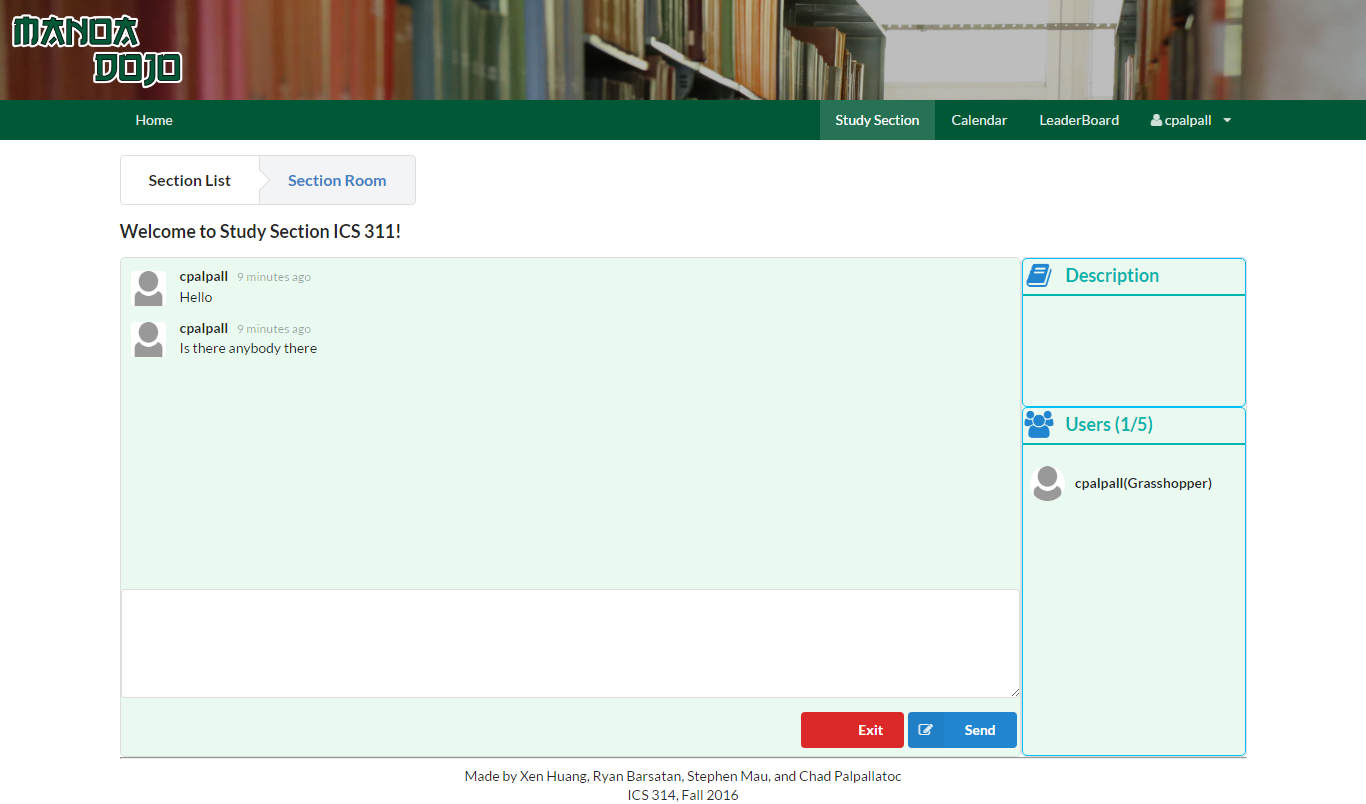 MANOA
DOJO
Home
Study Section
Calendar
LeaderBoard
cpalpall
Section List
Section Room
Welcome to Study Section ICS 311!
cpalpall 9 minutes ago
Hello
cpalpall 9 minutes ago
Is there anybody there
Description
Users (1/5)
cpalpall(Grasshopper)
Exit
Send
Made by Xen Huang, Ryan Barsatan, Stephen Mau, and Chad Palpallatoc
ICS 314, Fall 2016